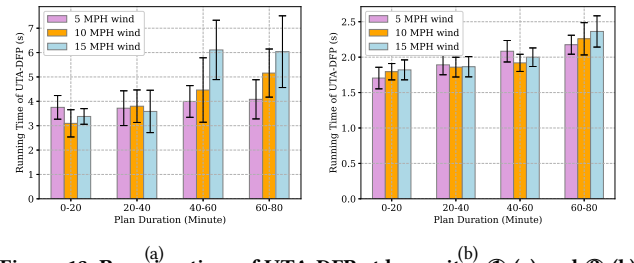 Running Time of UTA-DFP (s)
7
6
5
4
3
2
1
0
5 MPH wind
10 MPH wind
15 MPH wind
0-20
20-40
40-60
60-80
Plan Duration (Minute)
(a)
Running Time of UTA-DFP (s)
2.5
2.0
1.5
1.0
0.5
0.0
5 MPH wind
10 MPH wind
15 MPH wind
0-20
20-40
40-60
60-80
Plan Duration (Minute)
(b)